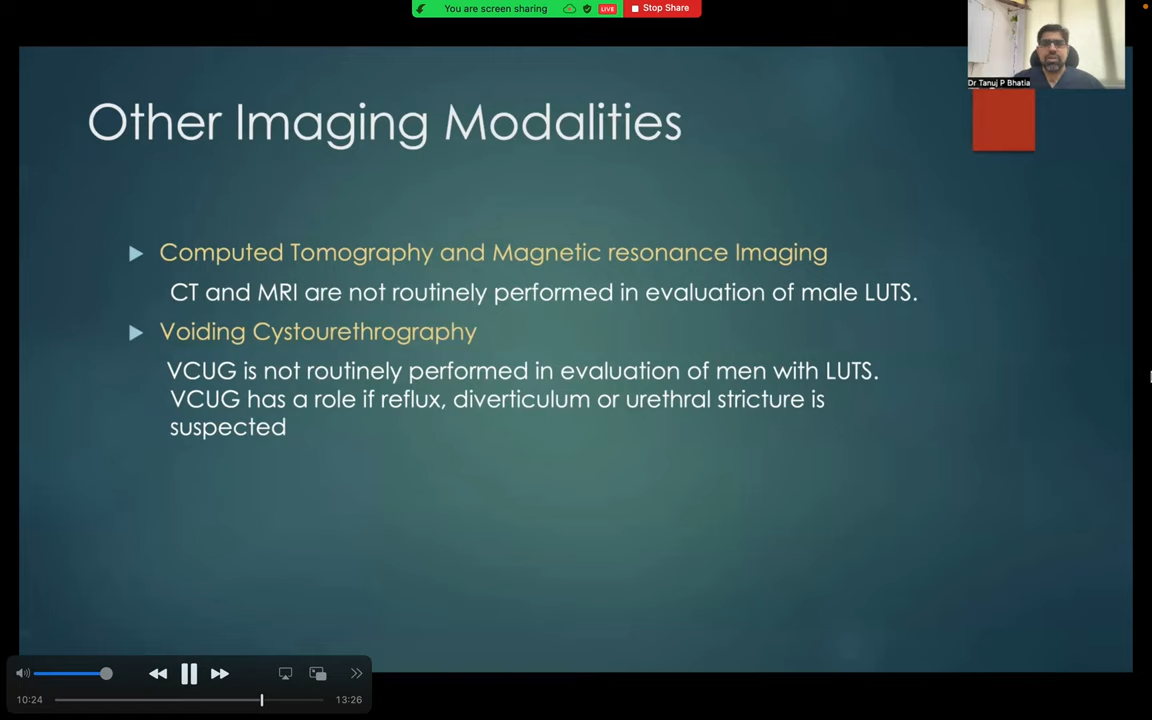 You are screen sharing LIVE Stop Share
Dr Tanuj P Bhatia
Other Imaging Modalities
Computed Tomography and Magnetic resonance Imaging
CT and MRI are not routinely performed in evaluation of male LUTS.
Voiding Cystourethrography
VCUG is not routinely performed in evaluation of men with LUTS.
VCUG has a role if reflux, diverticulum or urethral stricture is
suspected
10:24 13:26